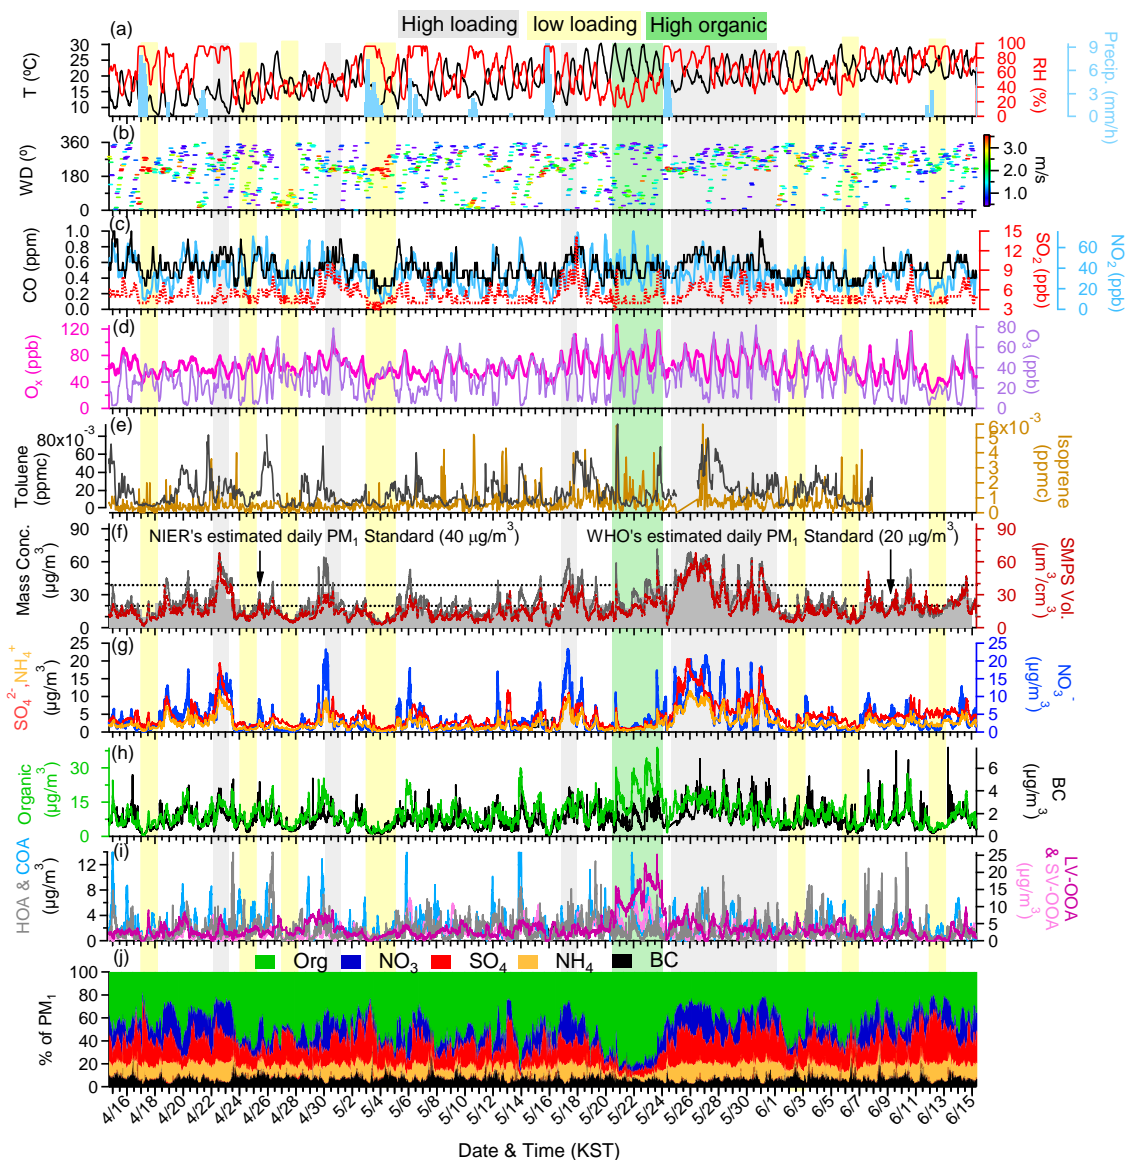 High loading low loading High organic
(a)
T (ºC)
30
20
10
100
80
60
40
20
0
RH (%)
9
6
3
0
Precip. (mm/h)
(b)
WD (º)
360
180
0
3.0
2.0
1.0
m/s
(c)
CO (ppm)
1.0
0.8
0.6
0.4
0.2
0.0
15
12
9
6
3
SO2 (ppb)
60
40
20
0
NO2 (ppb)
(d)
Ox (ppb)
120
80
40
0
80
60
40
20
0
O3 (ppb)
(e)
Toluene (ppmc)
80x10-3
60
40
20
0
6x10-3
5
4
3
2
1
0
Isoprene (ppmc)
(f)
Mass Conc. (µg/m3)
90
60
30
0
NIER's estimated daily PM1 Standard (40 µg/m3)
WHO's estimated daily PM1 Standard (20 µg/m3)
90
60
30
0
SMPS Vol. (µm3/cm3)
(g)
SO42-, NH4+ (µg/m3)
25
20
15
10
5
0
25
20
15
10
5
0
NO3- (µg/m3)
(h)
Organic (µg/m3)
30
15
0
6
4
2
0
BC (µg/m3)
(i)
HOA & COA (µg/m3)
12
8
4
0
25
20
15
10
5
0
LV-OOA & SV-OOA (µg/m3)
(j)
Org NO3 SO4 NH4 BC
% of PM1
100
80
60
40
20
0
4/16 4/18 4/20 4/22 4/24 4/26 4/28 4/30 5/2 5/4 5/6 5/8 5/10 5/12 5/14 5/16 5/18 5/20 5/22 5/24 5/26 5/28 5/30 6/1 6/3 6/5 6/7 6/9 6/11 6/13 6/15
Date & Time (KST)